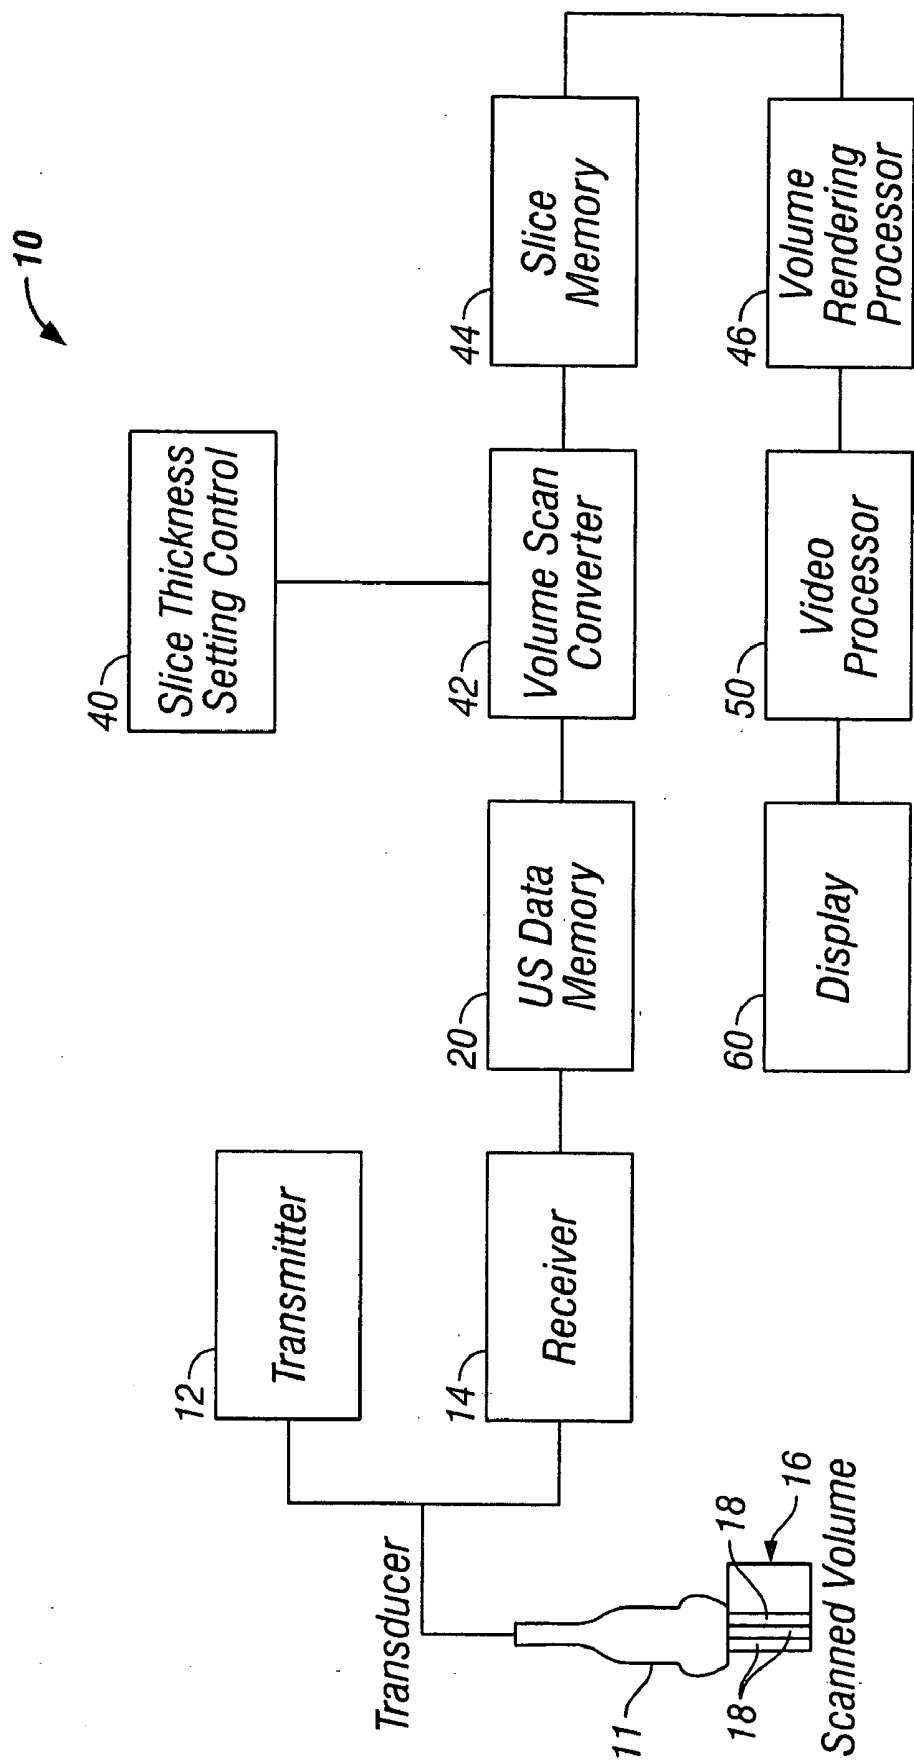 10
40
Slice Thickness
Setting Control
12
Transmitter
Transducer
14
Receiver
20
US Data
Memory
42
Volume Scan
Converter
44
Slice
Memory
11
18
18
16
Scanned Volume
60
Display
50
Video
Processor
46
Volume
Rendering
Processor